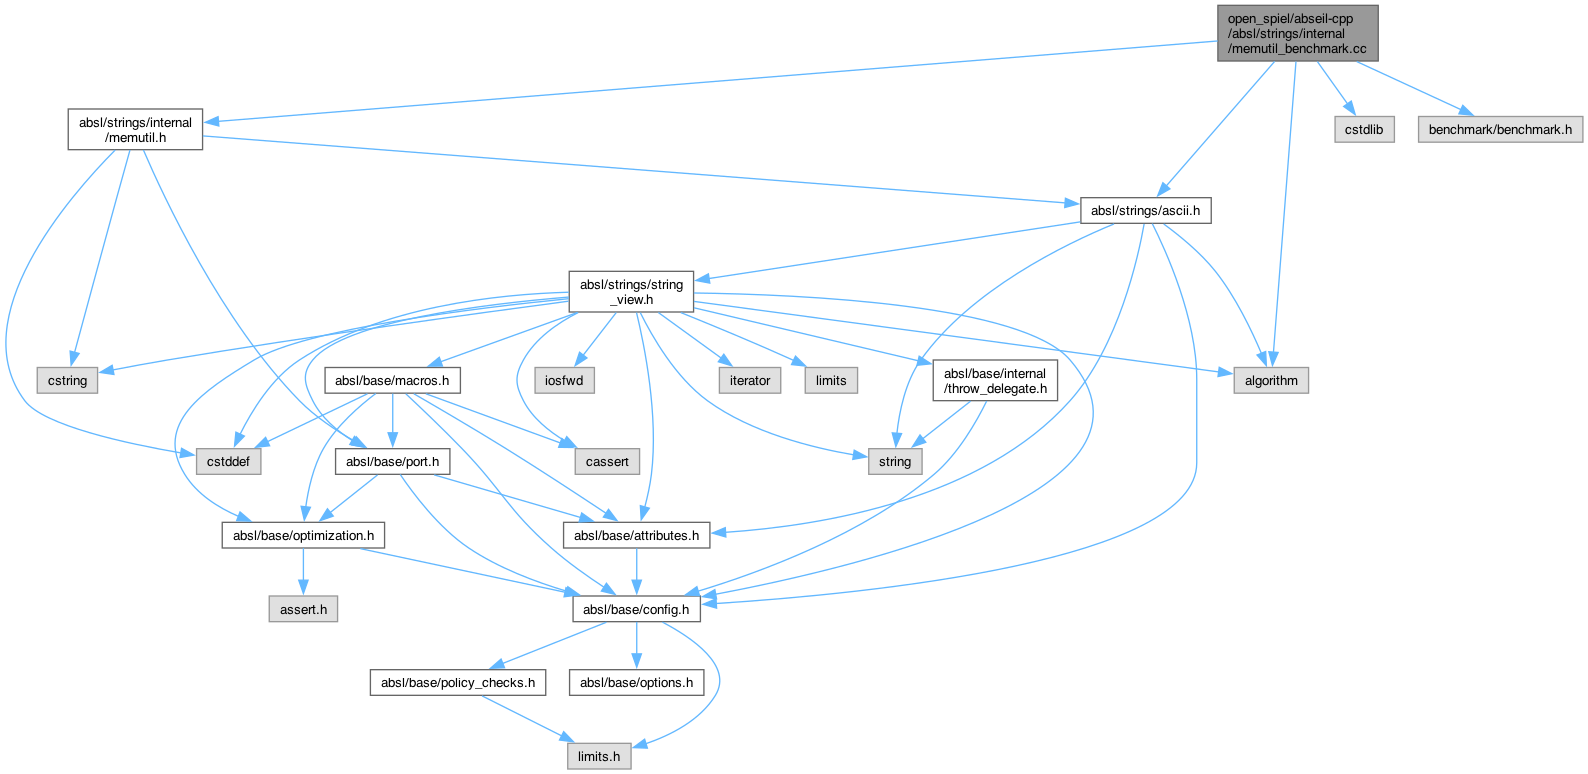 open_spiel/abseil-cpp
/absl/strings/internal
/memutil_benchmark.cc
absl/strings/internal
/memutil.h
cstdlib
benchmark/benchmark.h
absl/strings/ascii.h
absl/strings/string
_view.h
cstring
absl/base/macros.h
iosfwd
iterator
limits
absl/base/internal
/throw_delegate.h
algorithm
cstddef
absl/base/port.h
cassert
string
absl/base/optimization.h
absl/base/attributes.h
assert.h
absl/base/config.h
absl/base/policy_checks.h
absl/base/options.h
limits.h